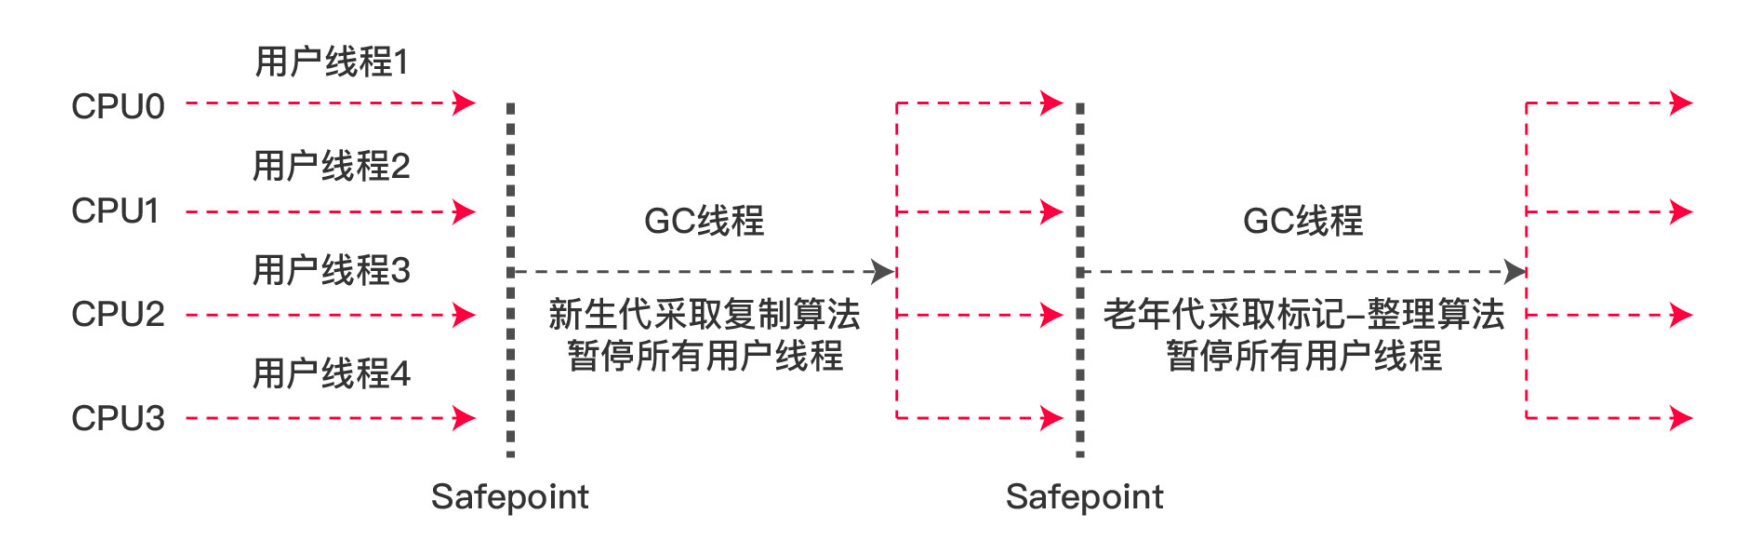 用户线程1
CPU0
用户线程2
CPU1
用户线程3
CPU2
用户线程4
CPU3
Safepoint
GC线程
新生代采取复制算法
暂停所有用户线程
Safepoint
GC线程
老年代采取标记-整理算法
暂停所有用户线程